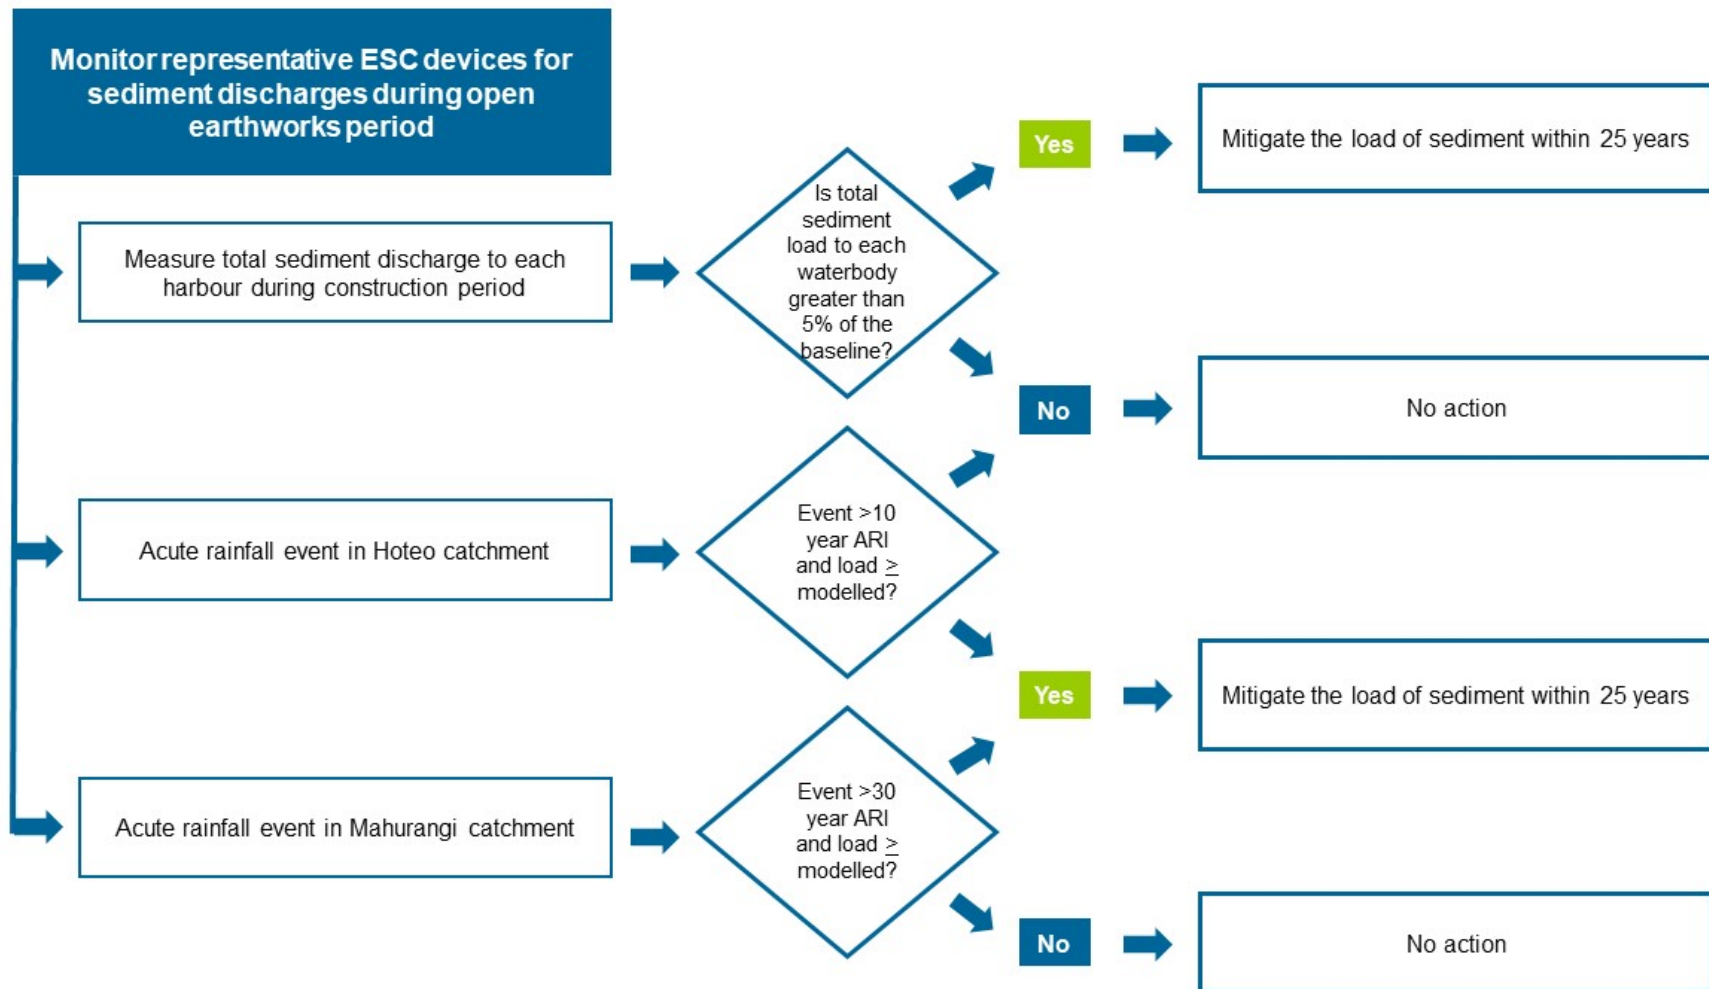 Monitor representative ESC devices for
sediment discharges during open
earthworks period
Measure total sediment discharge to each
harbour during construction period
Is total
sediment
load to each
waterbody
greater than
5% of the
baseline?
Yes
Mitigate the load of sediment within 25 years
No
No action
Acute rainfall event in Hoteo catchment
Event >10
year ARI
and load ≥
modelled?
Yes
Mitigate the load of sediment within 25 years
Acute rainfall event in Mahurangi catchment
Event >30
year ARI
and load ≥
modelled?
No
No action